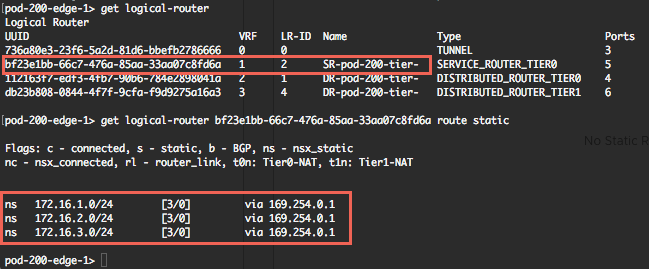 [pod-200-edge-1> get logical-router
Logical Router
UUID VRF LR-ID Name Type Ports
736a80e3-23f6-5a2d-81d6-bbefb2786666 0 0 TUNNEL 3
bf23e1bb-66c7-476a-85aa-33aa07c8fd6a 1 2 SR-pod-200-tier- SERVICE_ROUTER_TIER0 5
112163f7-edf3-4fb7-90b6-784e2898041a 2 1 DR-pod-200-tier- DISTRIBUTED_ROUTER_TIER0 4
db23b808-0844-4f7f-9cfa-f9d9275a16a3 3 4 DR-pod-200-tier- DISTRIBUTED_ROUTER_TIER1 6
[pod-200-edge-1> get logical-router bf23e1bb-66c7-476a-85aa-33aa07c8fd6a route static
No Static R
Flags: c - connected, s - static, b - BGP, ns - nsx_static
nc - nsx_connected, rl - router_link, t0n: Tier0-NAT, t1n: Tier1-NAT
ns 172.16.1.0/24 [3/0] via 169.254.0.1
ns 172.16.2.0/24 [3/0] via 169.254.0.1
ns 172.16.3.0/24 [3/0] via 169.254.0.1
pod-200-edge-1>